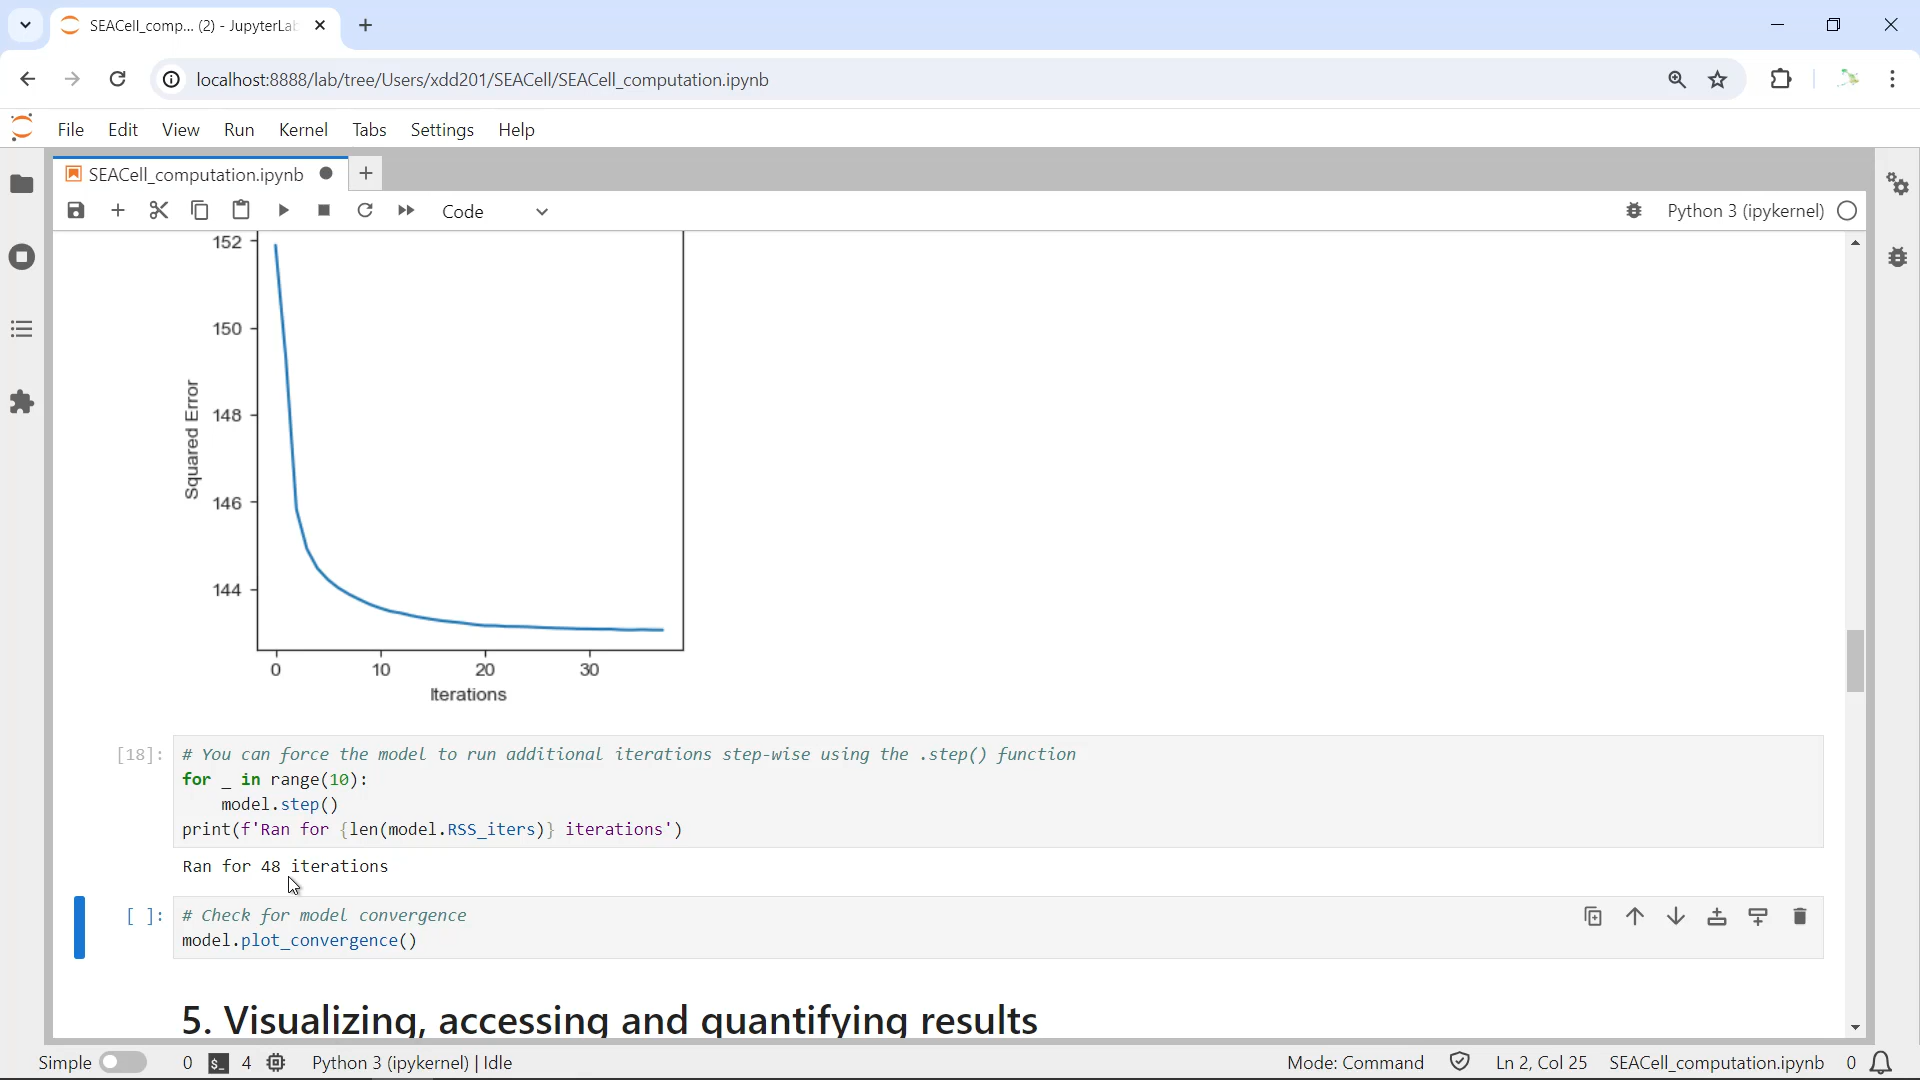 SEACell_comp... (2) - JupyterLab
localhost:8888/lab/tree/Users/xdd201/SEACell/SEACell_computation.ipynb
File Edit View Run Kernel Tabs Settings Help
SEACell_computation.ipynb
Code
Python 3 (ipykernel)
152
150
148
146
144
Squared Error
0 10 20 30
Iterations
[18]: # You can force the model to run additional iterations step-wise using the .step() function
for _ in range(10):
    model.step()
print(f'Ran for {len(model.RSS_iters)} iterations')
Ran for 48 iterations
[ ]: # Check for model convergence
model.plot_convergence()
5. Visualizing, accessing and quantifying results
Simple 0 $_ 4 Python 3 (ipykernel) | Idle Mode: Command Ln 2, Col 25 SEACell_computation.ipynb 0